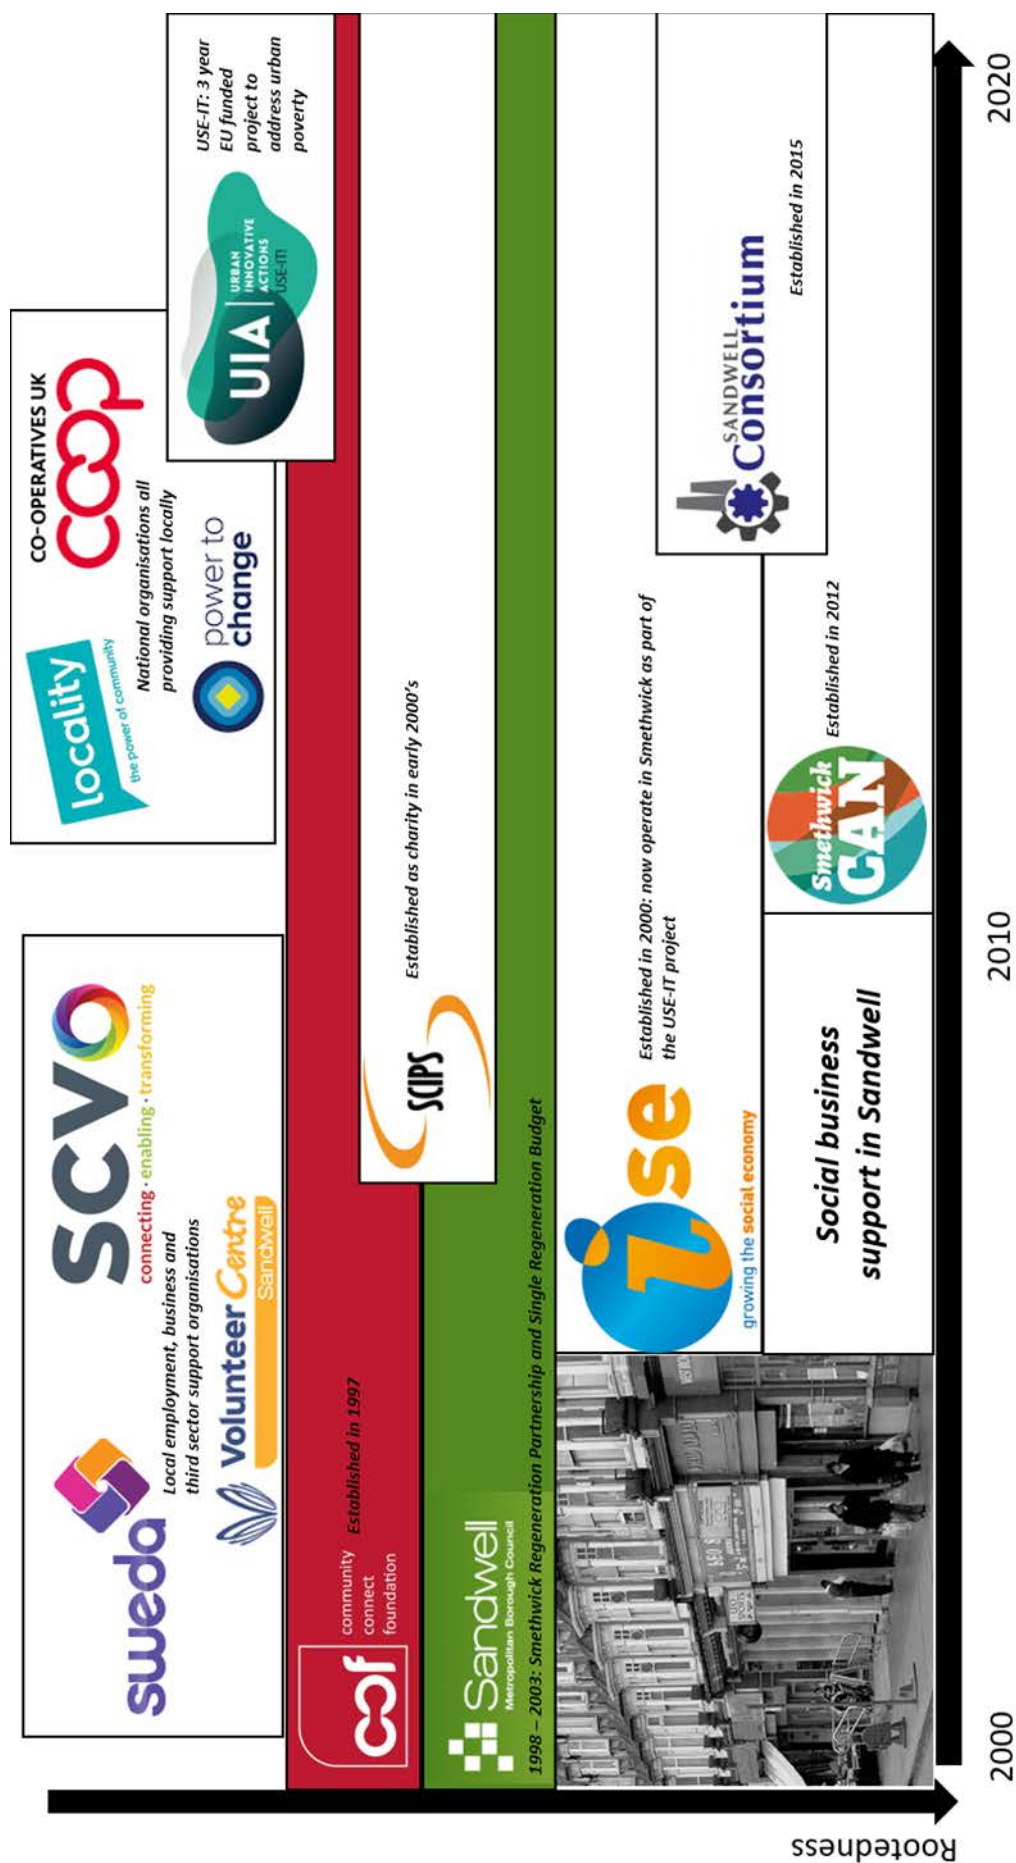 sweda
SCVO
connecting · enabling · transforming
Local employment, business and
third sector support organisations
Volunteer Centre
Sandwell
locality
the power of community
CO-OPERATIVES UK
coop
National organisations all
providing support locally
power to
change
UIA
URBAN
INNOVATIVE
ACTIONS
USE-IT!
USE-IT: 3 year
EU funded
project to
address urban
poverty
ccf
community
connect
foundation
Established in 1997
SCIPS
Established as charity in early 2000's
Sandwell
Metropolitan Borough Council
1998 – 2003: Smethwick Regeneration Partnership and Single Regeneration Budget
ise
growing the social economy
Established in 2000: now operate in Smethwick as part of
the USE-IT project
SANDWELL
Consortium
Established in 2015
Social business
support in Sandwell
Smethwick
CAN
Established in 2012
Rootedness
2000
2010
2020